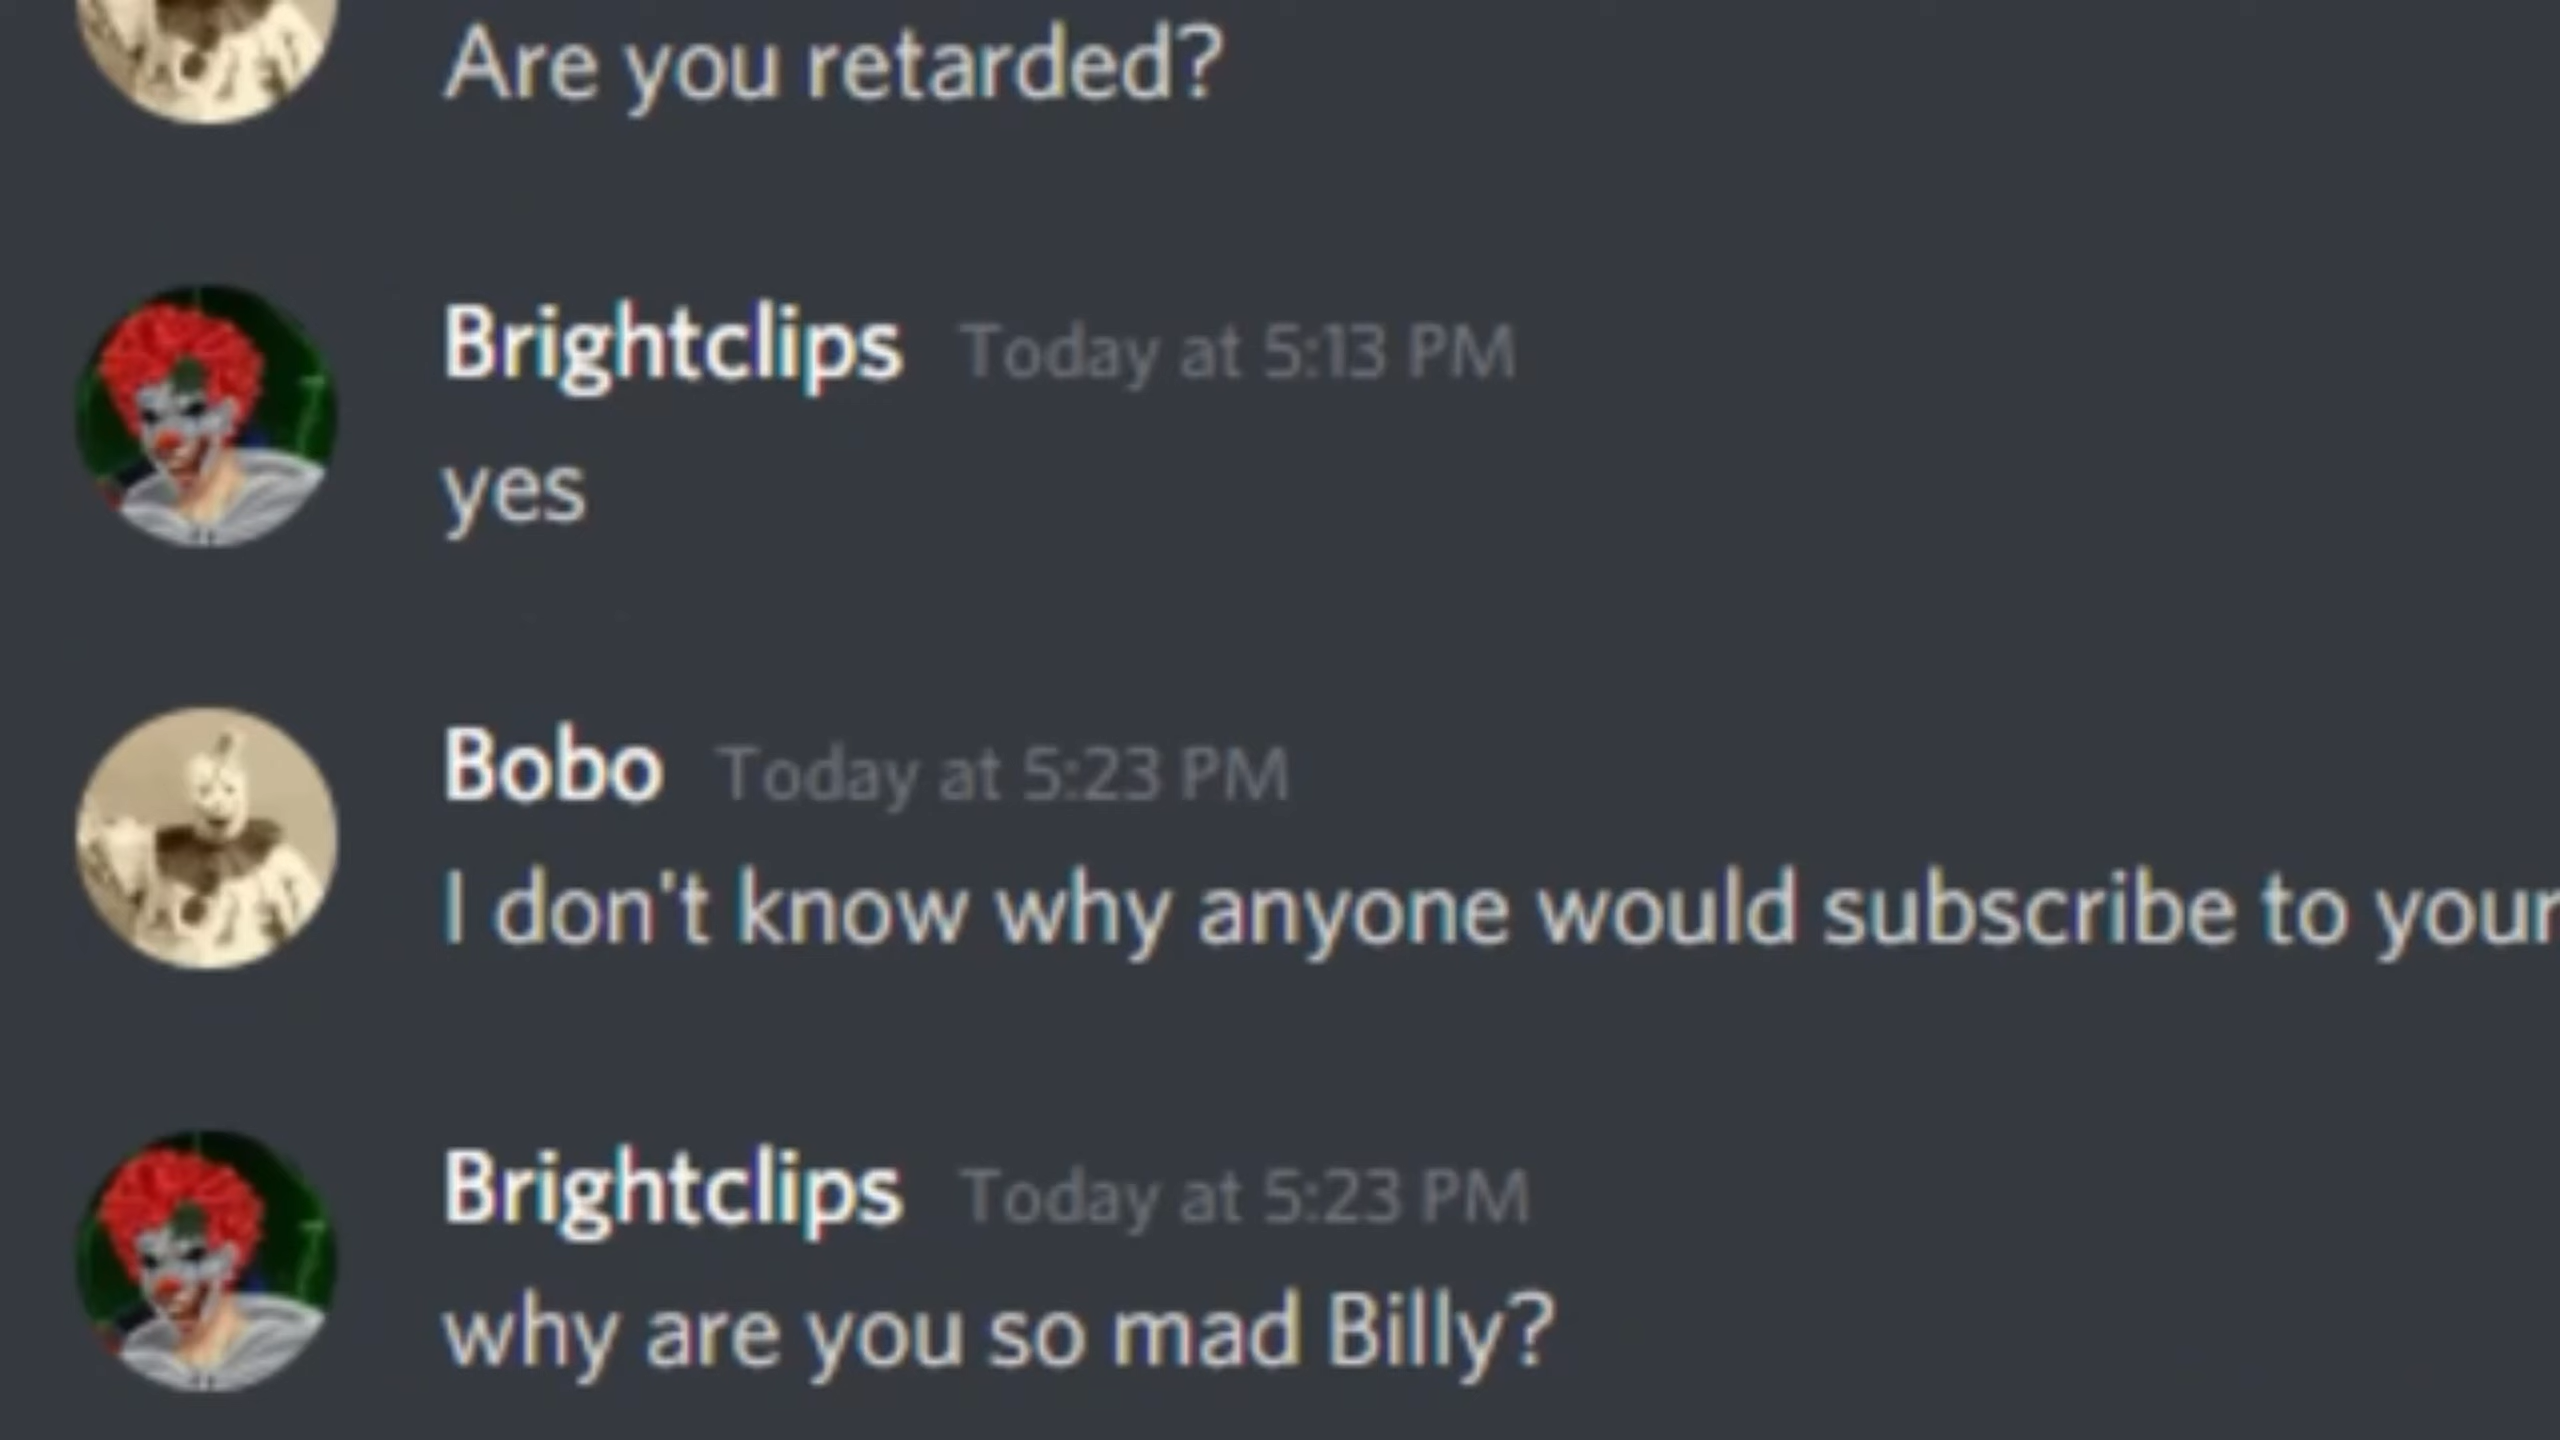 Are you retarded?
Brightclips Today at 5:13 PM
yes
Bobo Today at 5:23 PM
I don't know why anyone would subscribe to your
Brightclips Today at 5:23 PM
why are you so mad Billy?